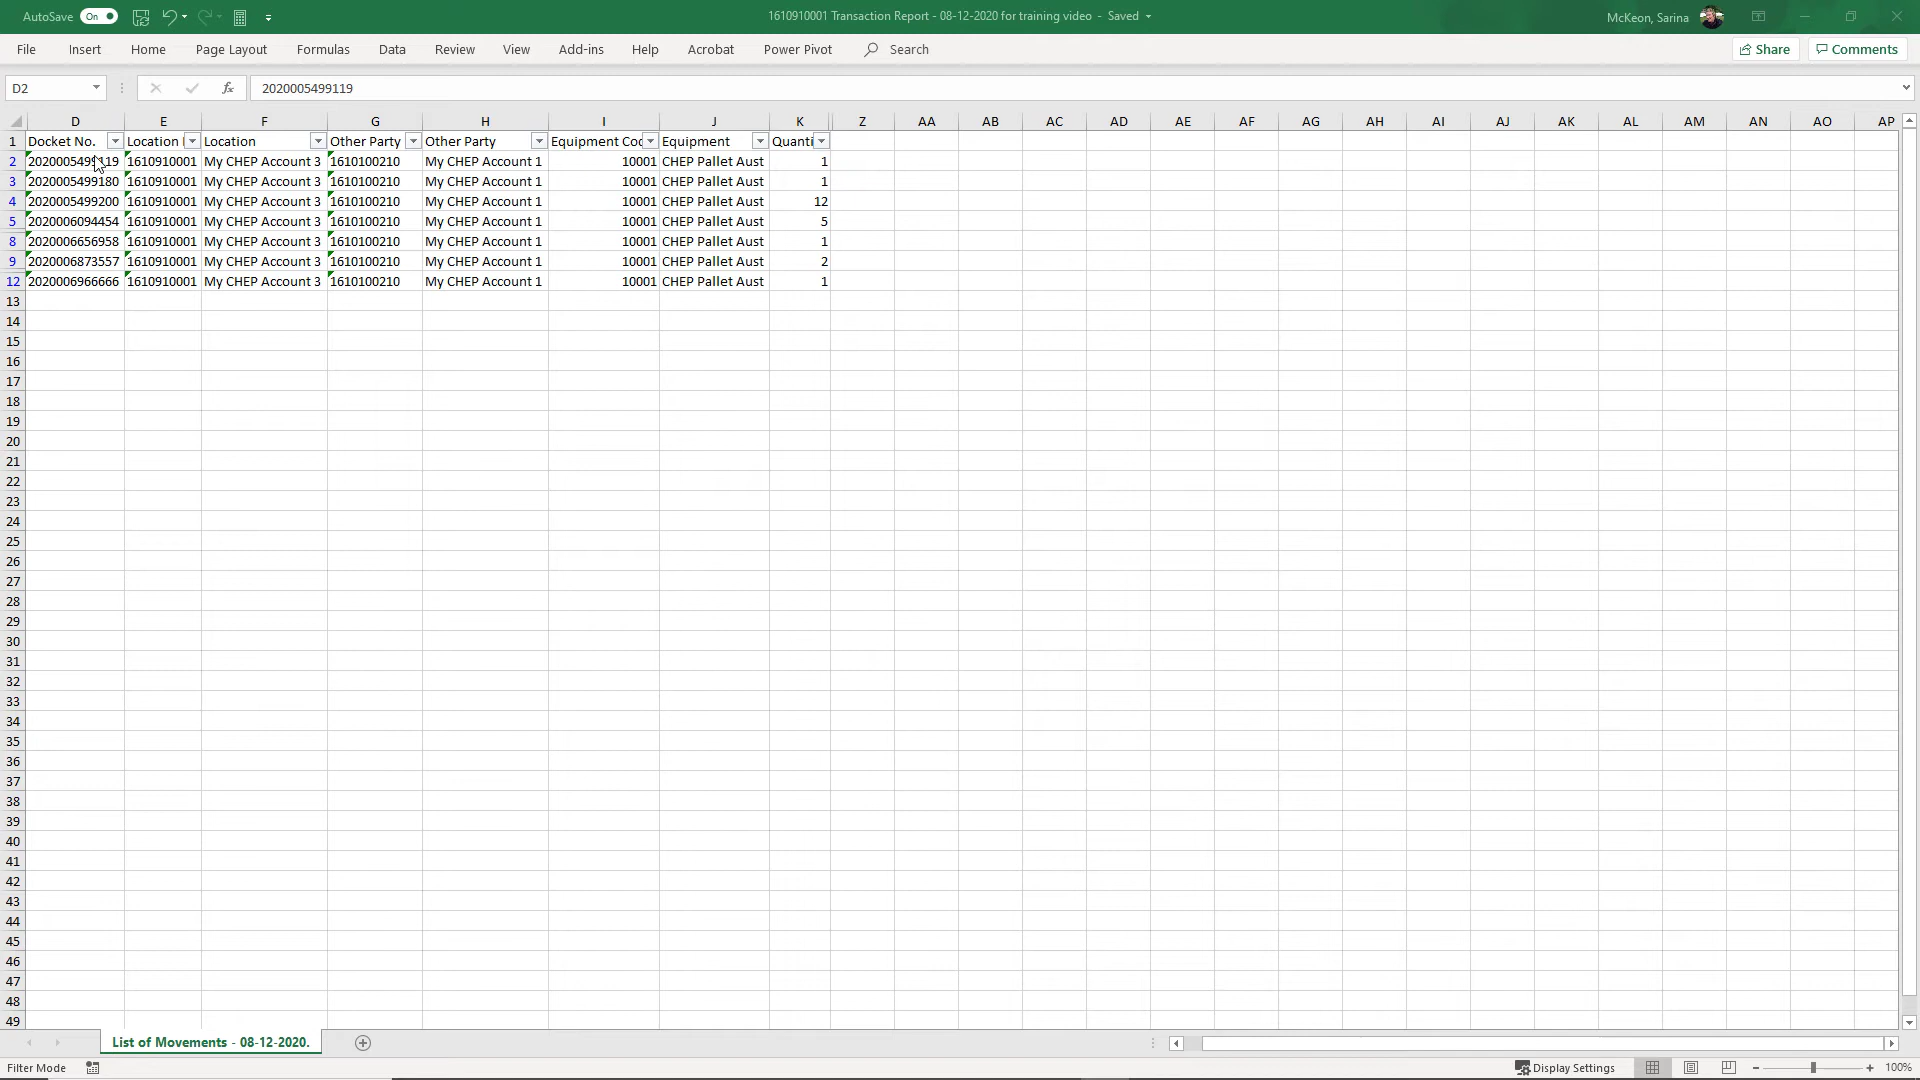 AutoSave On 1610910001 Transaction Report - 08-12-2020 for training video - Saved McKeon, Sarina
File Insert Home Page Layout Formulas Data Review View Add-ins Help Acrobat Power Pivot Search Share Comments
D2 fx 2020005499119
D E F G H I J K Z AA AB AC AD AE AF AG AH AI AJ AK AL AM AN AO AP
1 Docket No. Location Location Other Party Other Party Equipment Coc Equipment Quanti
2 2020005499119 1610910001 My CHEP Account 3 1610100210 My CHEP Account 1 10001 CHEP Pallet Aust 1
3 2020005499180 1610910001 My CHEP Account 3 1610100210 My CHEP Account 1 10001 CHEP Pallet Aust 1
4 2020005499200 1610910001 My CHEP Account 3 1610100210 My CHEP Account 1 10001 CHEP Pallet Aust 12
5 2020006094454 1610910001 My CHEP Account 3 1610100210 My CHEP Account 1 10001 CHEP Pallet Aust 5
8 2020006656958 1610910001 My CHEP Account 3 1610100210 My CHEP Account 1 10001 CHEP Pallet Aust 1
9 2020006873557 1610910001 My CHEP Account 3 1610100210 My CHEP Account 1 10001 CHEP Pallet Aust 2
12 2020006966666 1610910001 My CHEP Account 3 1610100210 My CHEP Account 1 10001 CHEP Pallet Aust 1
13
14
15
16
17
18
19
20
21
22
23
24
25
26
27
28
29
30
31
32
33
34
35
36
37
38
39
40
41
42
43
44
45
46
47
48
49
List of Movements - 08-12-2020.
Filter Mode Display Settings 100%